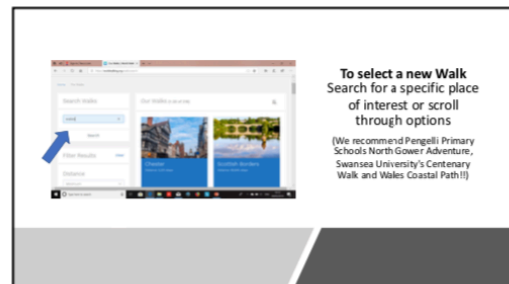 Search Walks
Our Walks
Search
Filter Results
Distance
Chester
Scottish Borders
To select a new Walk
Search for a specific place
of interest or scroll
through options
(We recommend Pengelli Primary
Schools North Gower Adventure,
Swansea University's Centenary
Walk and Wales Coastal Path!!)